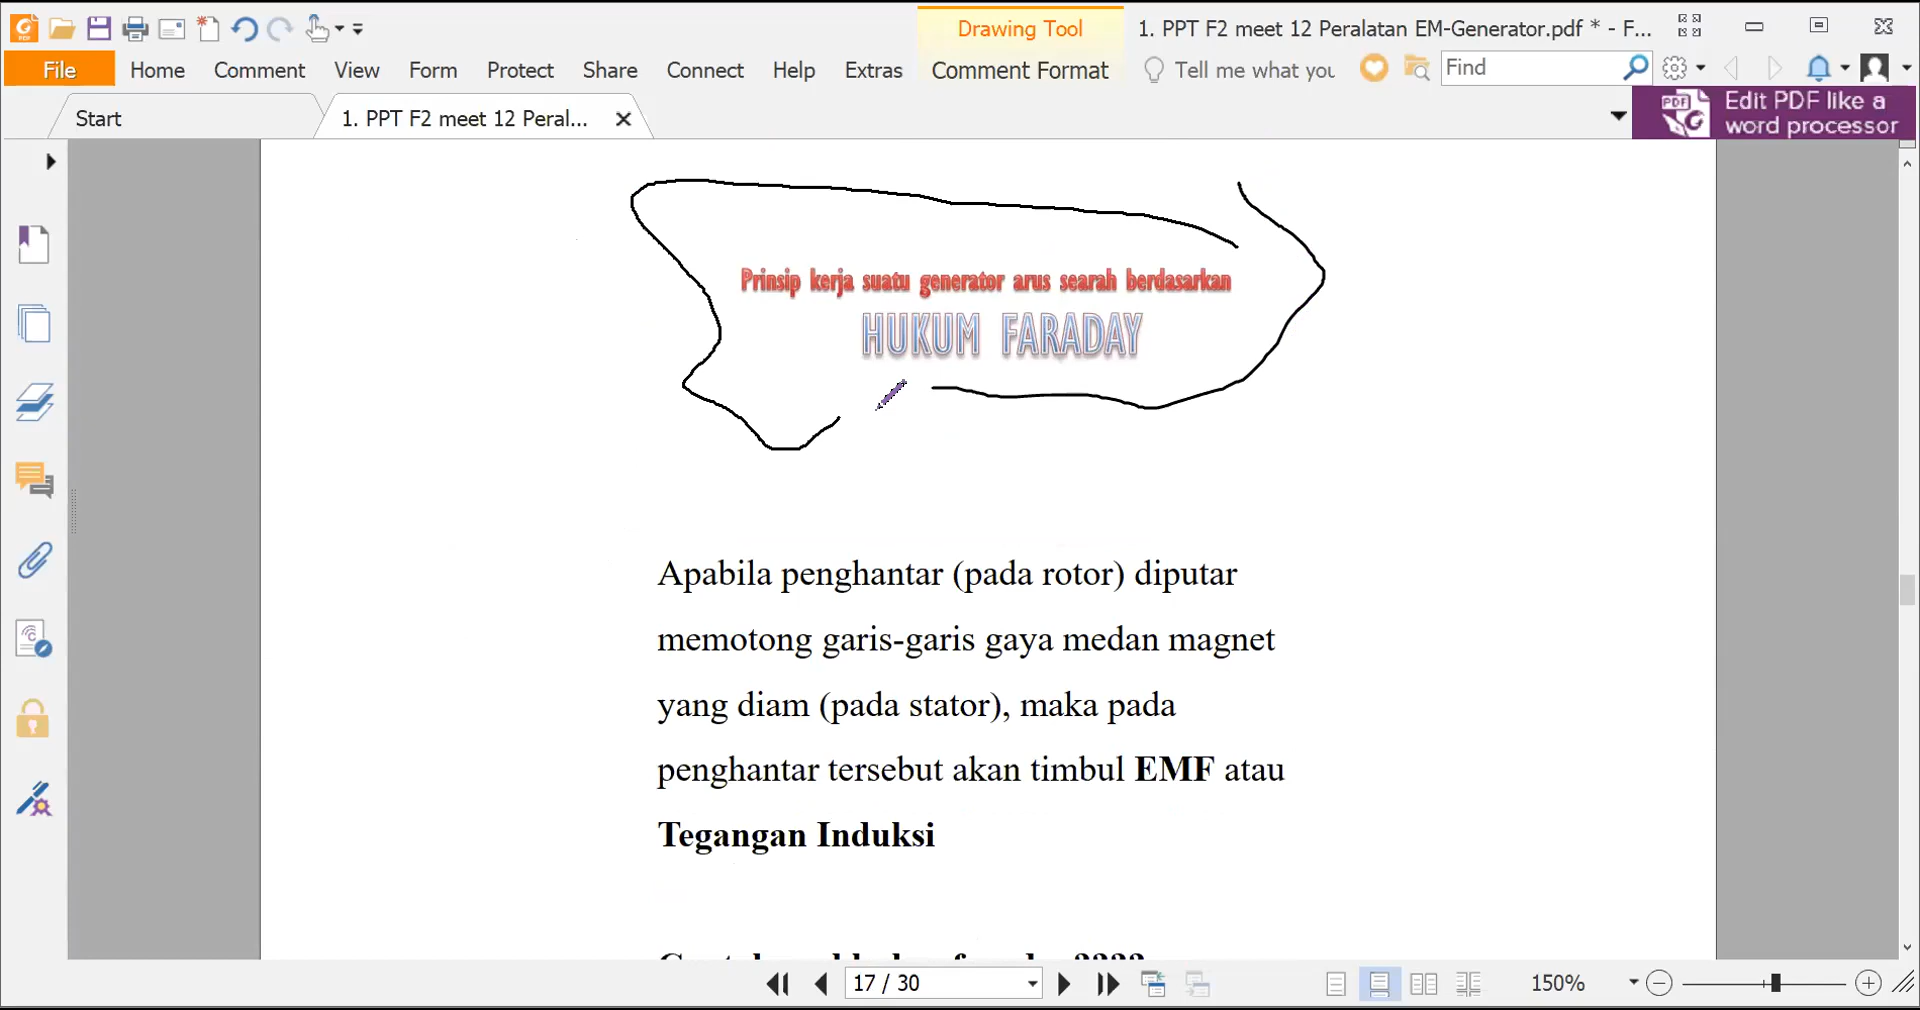 Drawing Tool
1. PPT F2 meet 12 Peralatan EM-Generator.pdf * - F...
File Home Comment View Form Protect Share Connect Help Extras Comment Format Tell me what you Find
Start
1. PPT F2 meet 12 Peral...
Edit PDF like a
word processor
Prinsip kerja suatu generator arus searah berdasarkan
HUKUM FARADAY
Apabila penghantar (pada rotor) diputar
memotong garis-garis gaya medan magnet
yang diam (pada stator), maka pada
penghantar tersebut akan timbul EMF atau
Tegangan Induksi
17 / 30
150%